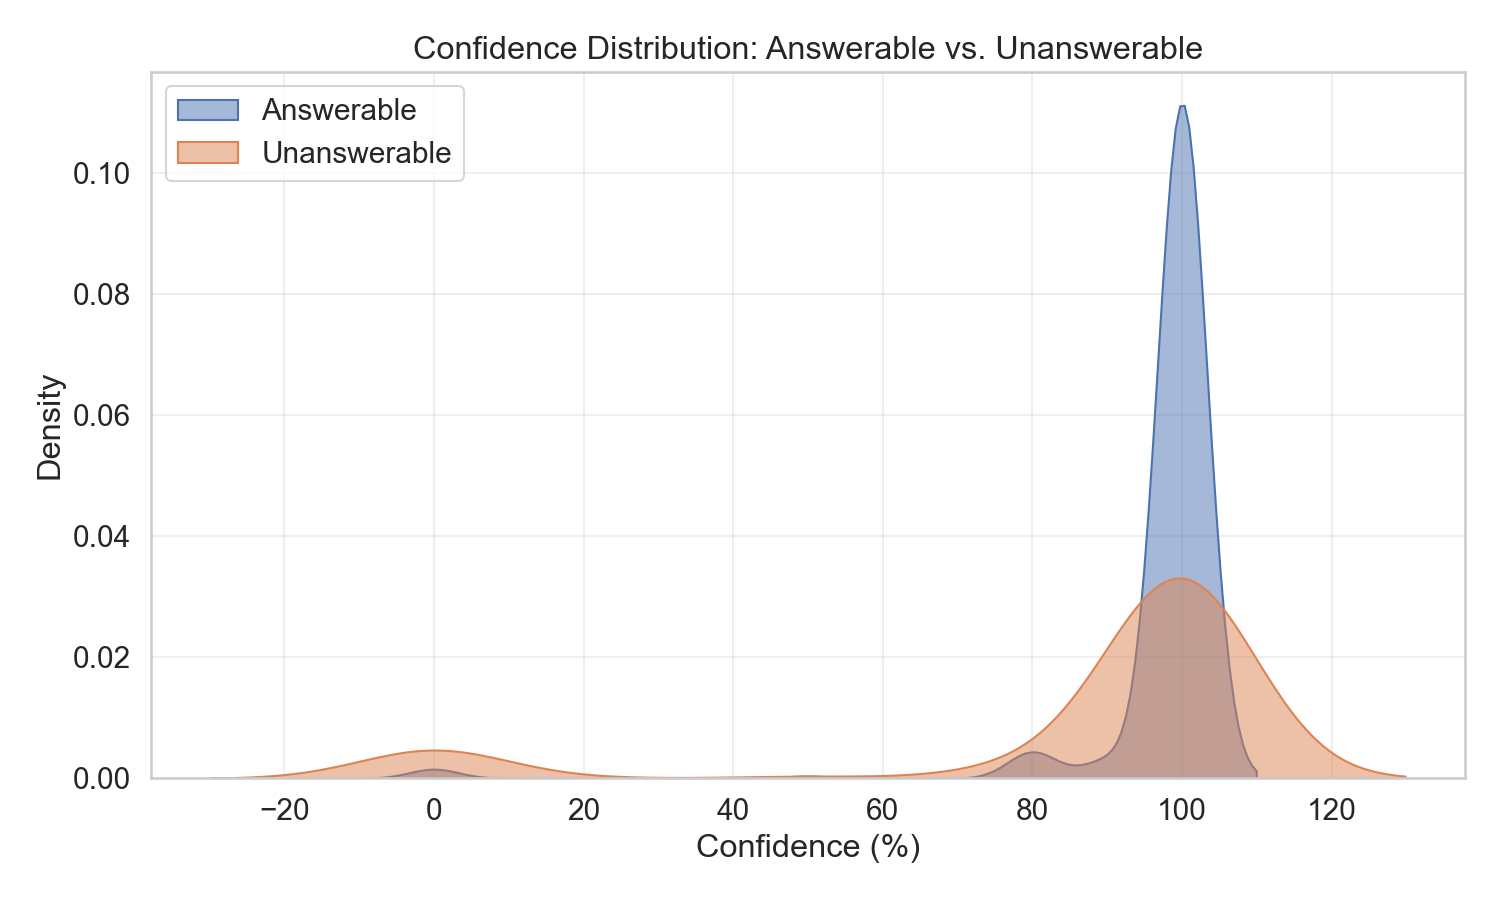 Confidence Distribution: Answerable vs. Unanswerable
Answerable
Unanswerable
Density
0.10
0.08
0.06
0.04
0.02
0.00
−20 0 20 40 60 80 100 120
Confidence (%)